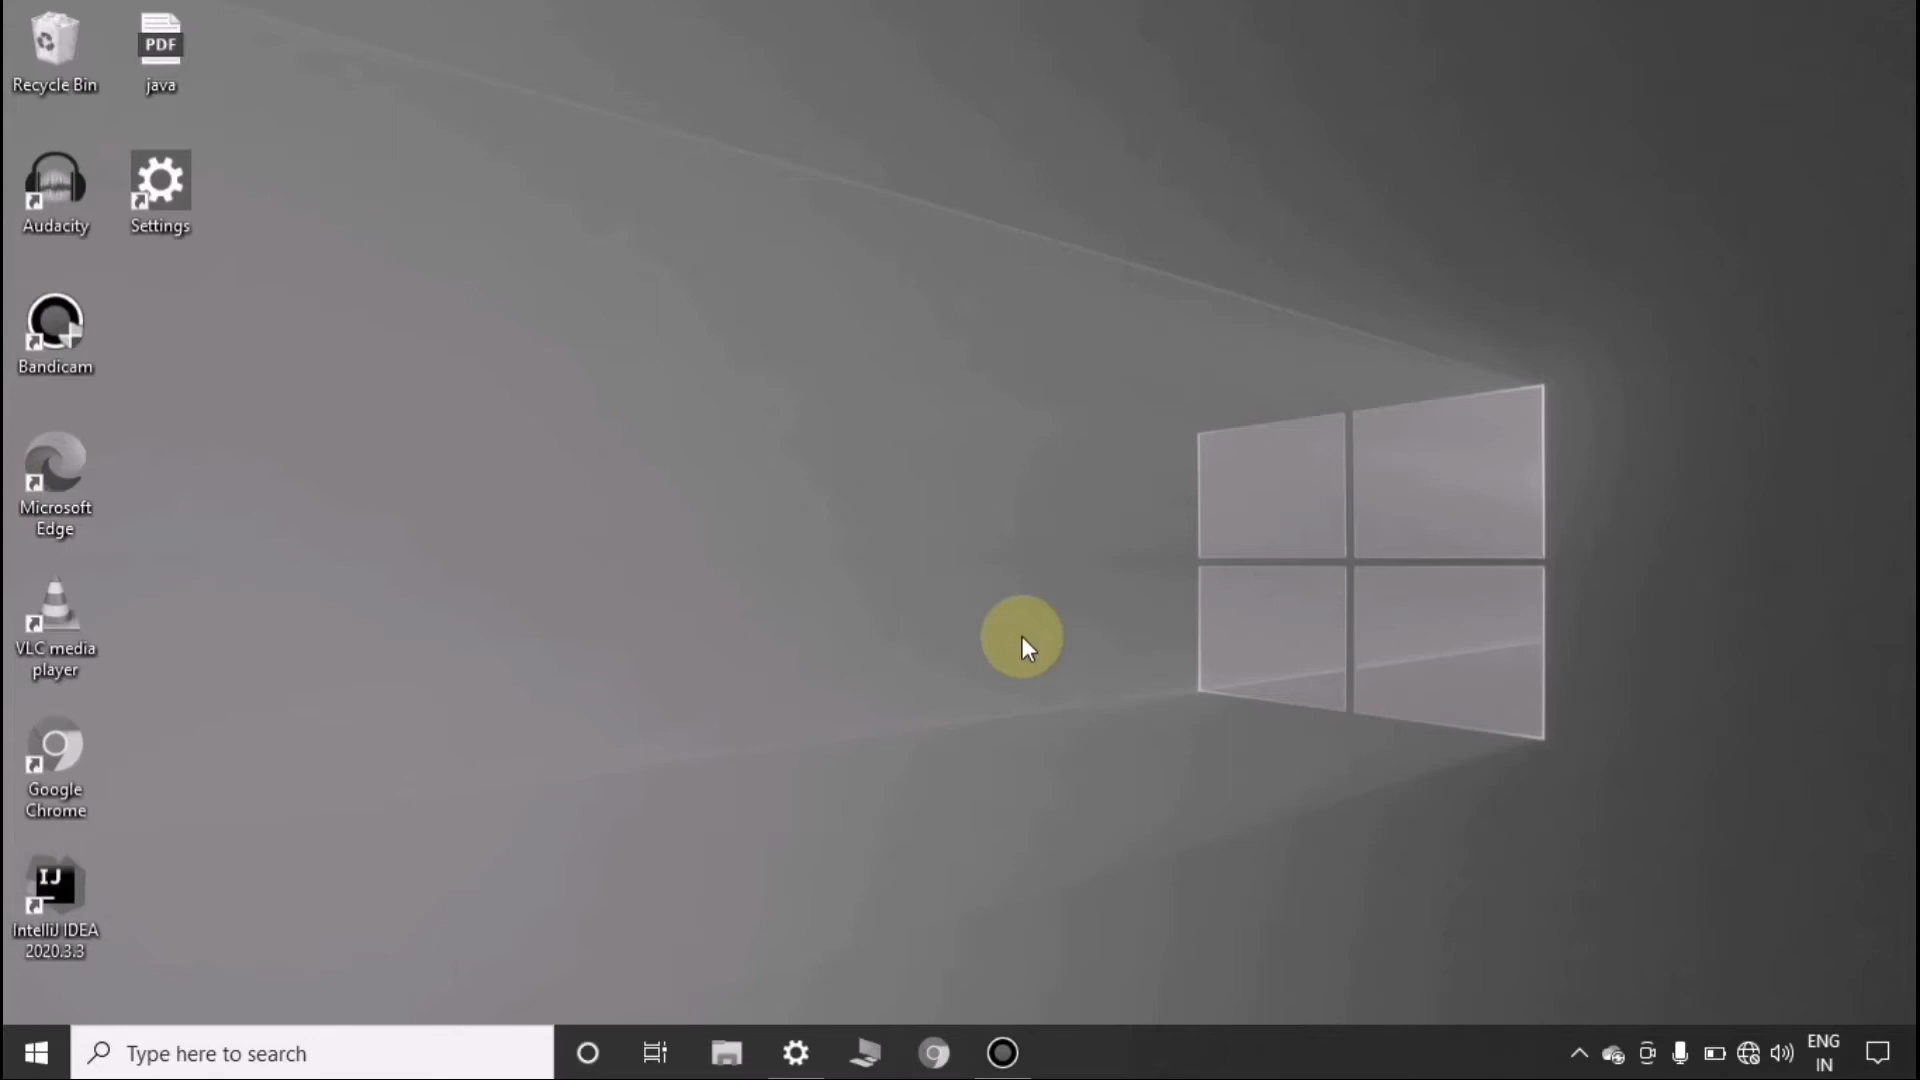 Recycle Bin
PDF
java
Audacity
Settings
Bandicam
Microsoft
Edge
VLC media
player
Google
Chrome
IJ
IntelliJ IDEA
2020.3.3
Type here to search
ENG
IN